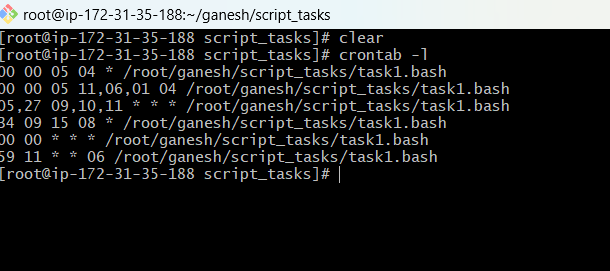 root@ip-172-31-35-188:~/ganesh/script_tasks
[root@ip-172-31-35-188 script_tasks]# clear
[root@ip-172-31-35-188 script_tasks]# crontab -l
00 00 05 04 * /root/ganesh/script_tasks/task1.bash
00 00 05 11,06,01 04 /root/ganesh/script_tasks/task1.bash
05,27 09,10,11 * * * /root/ganesh/script_tasks/task1.bash
34 09 15 08 * /root/ganesh/script_tasks/task1.bash
00 00 * * * /root/ganesh/script_tasks/task1.bash
59 11 * * 06 /root/ganesh/script_tasks/task1.bash
[root@ip-172-31-35-188 script_tasks]#